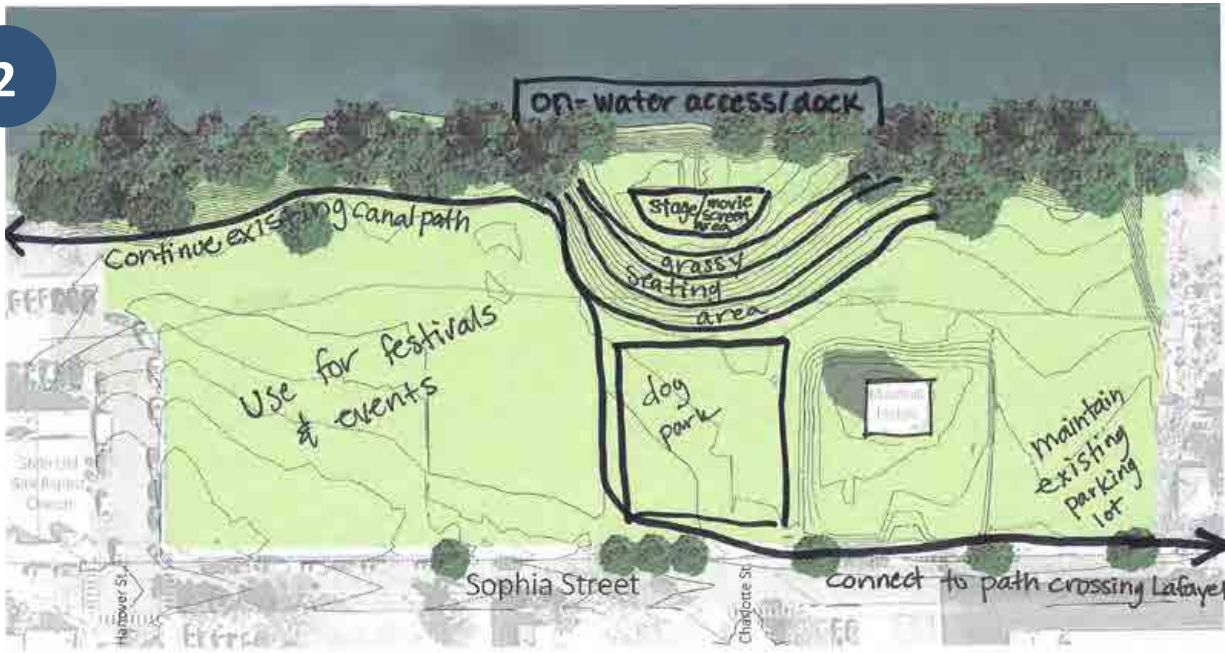 2
on-water access/dock
Stage/movie
screen
area
Continue existing canal path
grassy
seating
area
Use for festivals
& events
dog
park
maintain
existing
parking
lot
Sophia Street
Hanover St.
Charlotte St.
connect to path crossing Lafayet